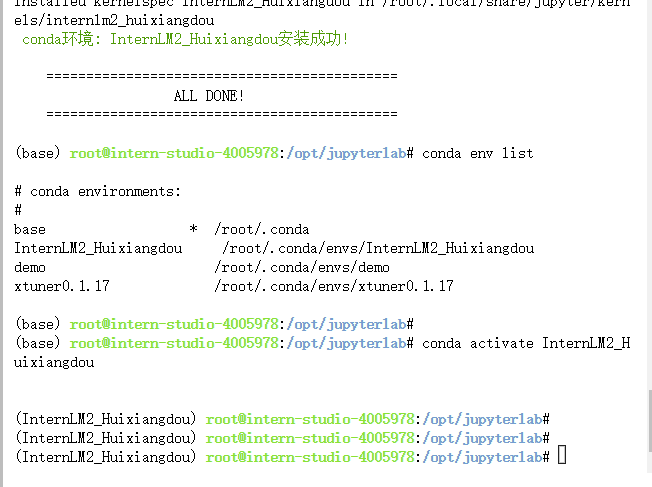 Installed kernelspec InternLM2_Huixiangdou in /root/.local/share/jupyter/kern
els/internlm2_huixiangdou
conda环境: InternLM2_Huixiangdou安装成功!
============================================
ALL DONE!
============================================
(base) root@intern-studio-4005978:/opt/jupyterlab# conda env list
# conda environments:
#
base * /root/.conda
InternLM2_Huixiangdou /root/.conda/envs/InternLM2_Huixiangdou
demo /root/.conda/envs/demo
xtuner0.1.17 /root/.conda/envs/xtuner0.1.17
(base) root@intern-studio-4005978:/opt/jupyterlab#
(base) root@intern-studio-4005978:/opt/jupyterlab# conda activate InternLM2_H
uixiangdou
(InternLM2_Huixiangdou) root@intern-studio-4005978:/opt/jupyterlab#
(InternLM2_Huixiangdou) root@intern-studio-4005978:/opt/jupyterlab#
(InternLM2_Huixiangdou) root@intern-studio-4005978:/opt/jupyterlab#